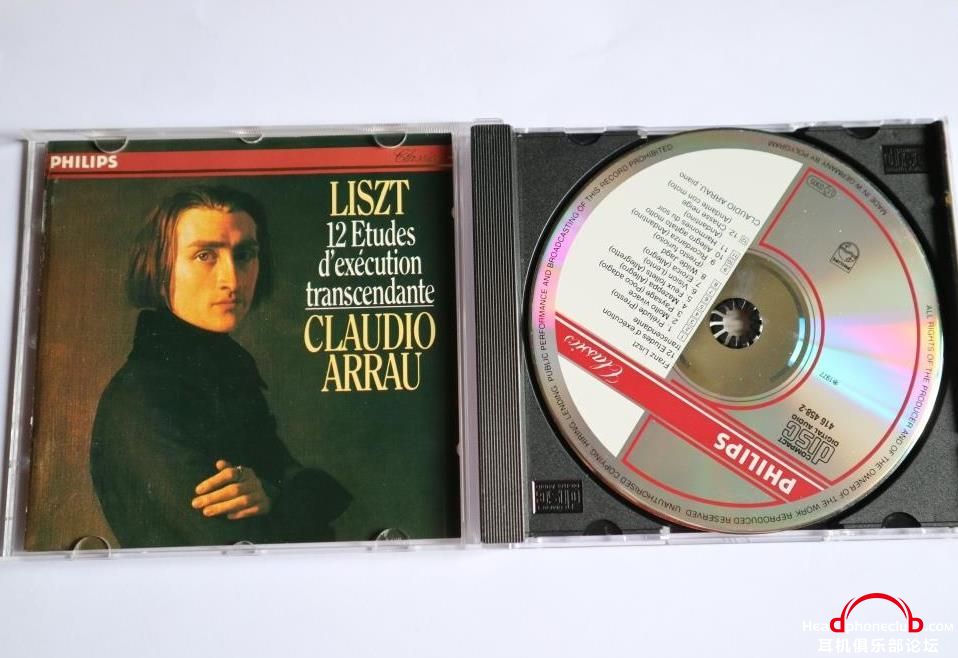 PHILIPS
Classics
LISZT
12 Etudes
d'exécution
transcendante
CLAUDIO
ARRAU
PHILIPS
Classics
Franz Liszt
12 Etudes d'exécution
Transcendante
1. Prélude (Presto)
2. Molto vivace
3. Paysage (Poco adagio)
4. Mazeppa (Allegro)
5. Feux follets (Allegretto)
6. Vision (Lento)
7. Eroica (Allegro)
8. Wilde Jagd
(Presto furioso)
9. Ricordanza (Andantino)
10. Allegro agitato molto
11. Harmonies du soir
(Andantino)
12. Chasse neige
(Andante con moto)
CLAUDIO ARRAU, piano
COMPACT
disc
DIGITAL AUDIO
416 458-2
℗ 1977
MADE IN W. GERMANY BY POLYGRAM
ALL RIGHTS OF THE PRODUCER AND OF THE OWNER OF THE WORK REPRODUCED RESERVED UNAUTHORISED COPYING HIRING LENDING PUBLIC PERFORMANCE AND BROADCASTING OF THIS RECORD PROHIBITED
耳机俱乐部论坛